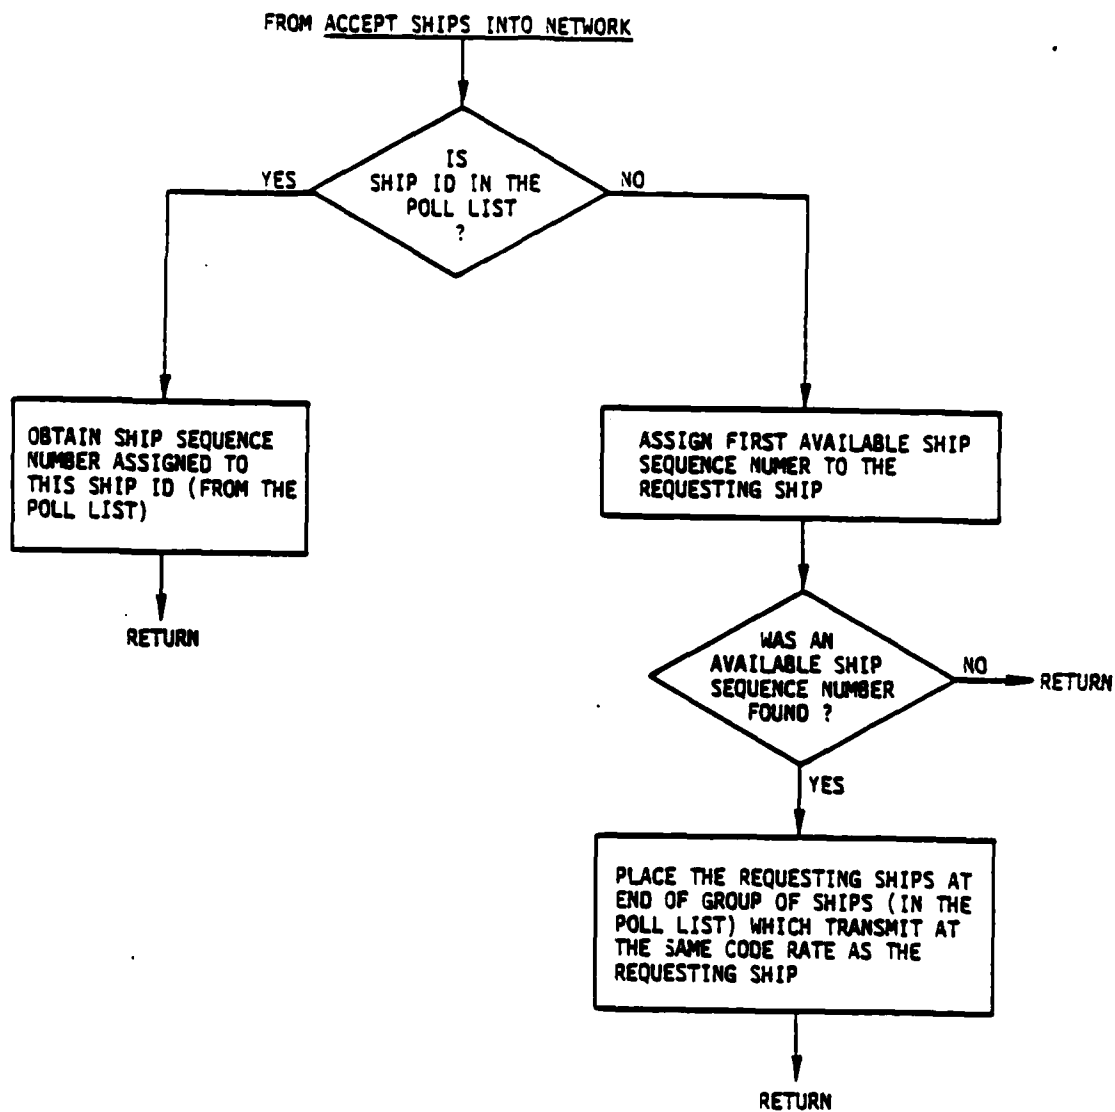 FROM ACCEPT SHIPS INTO NETWORK
IS
SHIP ID IN THE
POLL LIST
?
YES
NO
OBTAIN SHIP SEQUENCE
NUMBER ASSIGNED TO
THIS SHIP ID (FROM THE
POLL LIST)
RETURN
ASSIGN FIRST AVAILABLE SHIP
SEQUENCE NUMER TO THE
REQUESTING SHIP
WAS AN
AVAILABLE SHIP
SEQUENCE NUMBER
FOUND ?
NO
RETURN
YES
PLACE THE REQUESTING SHIPS AT
END OF GROUP OF SHIPS (IN THE
POLL LIST) WHICH TRANSMIT AT
THE SAME CODE RATE AS THE
REQUESTING SHIP
RETURN